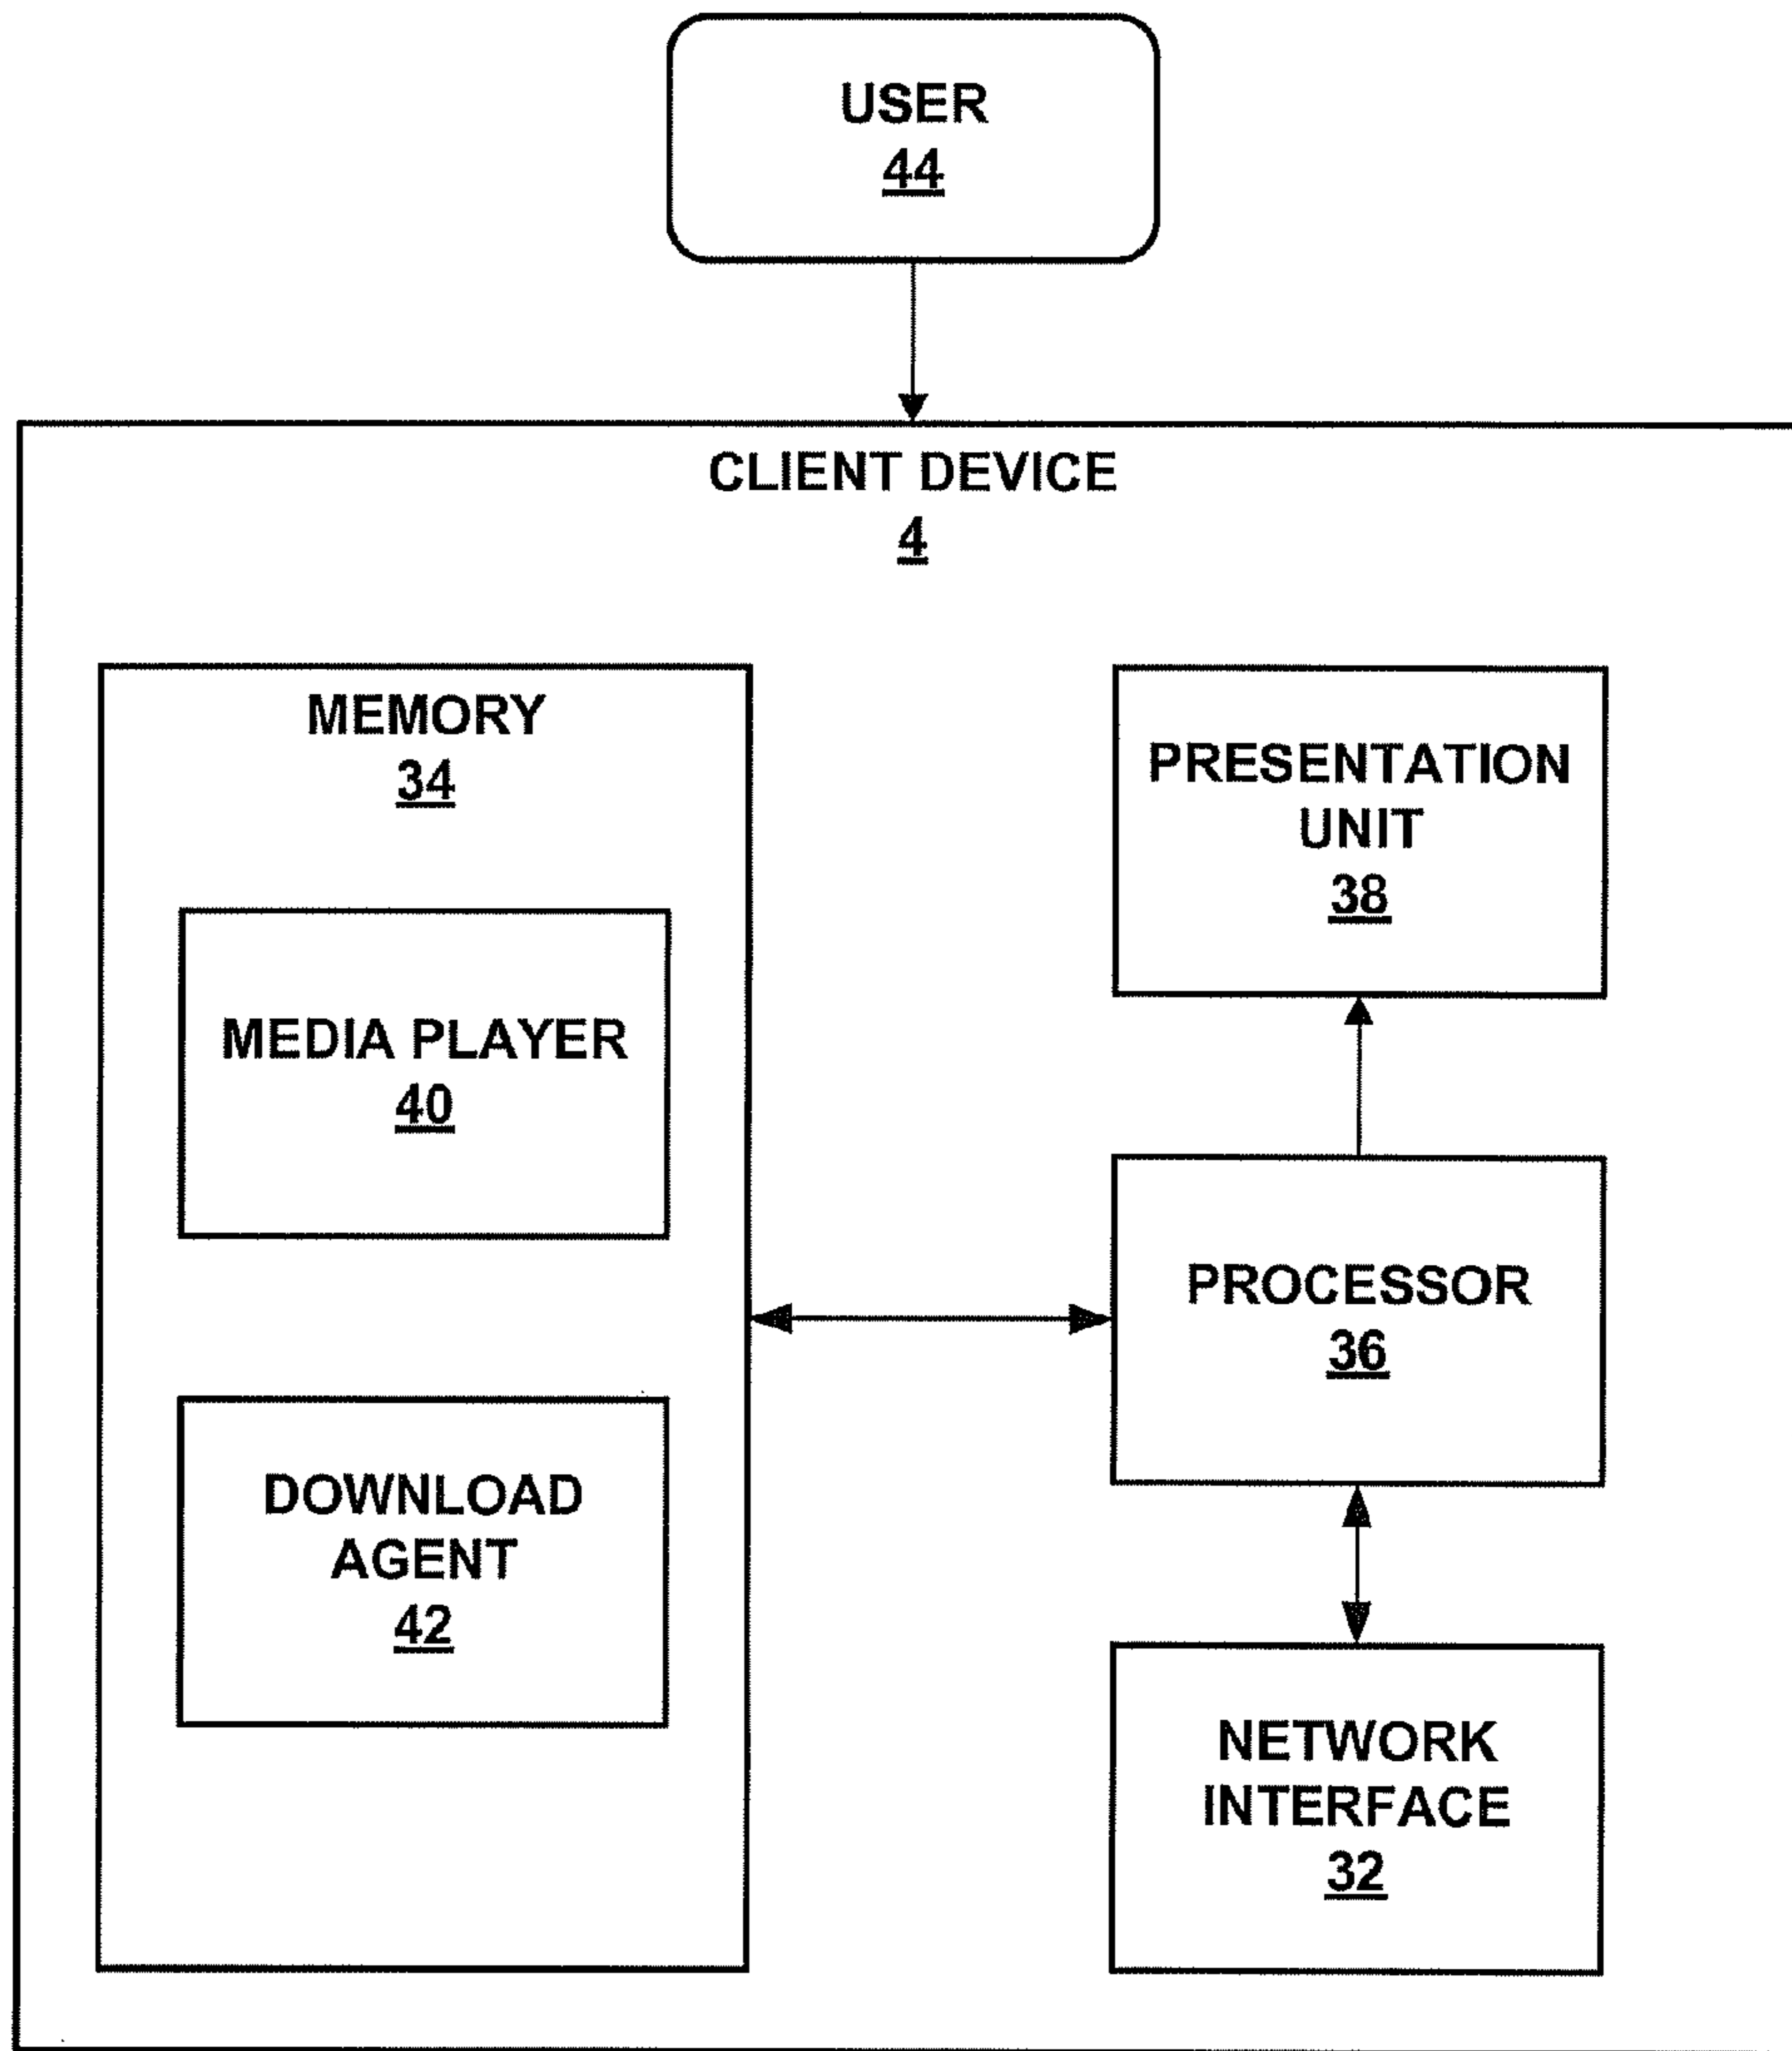 USER
44
CLIENT DEVICE
4
MEMORY
34
MEDIA PLAYER
40
DOWNLOAD
AGENT
42
PRESENTATION
UNIT
38
PROCESSOR
36
NETWORK
INTERFACE
32